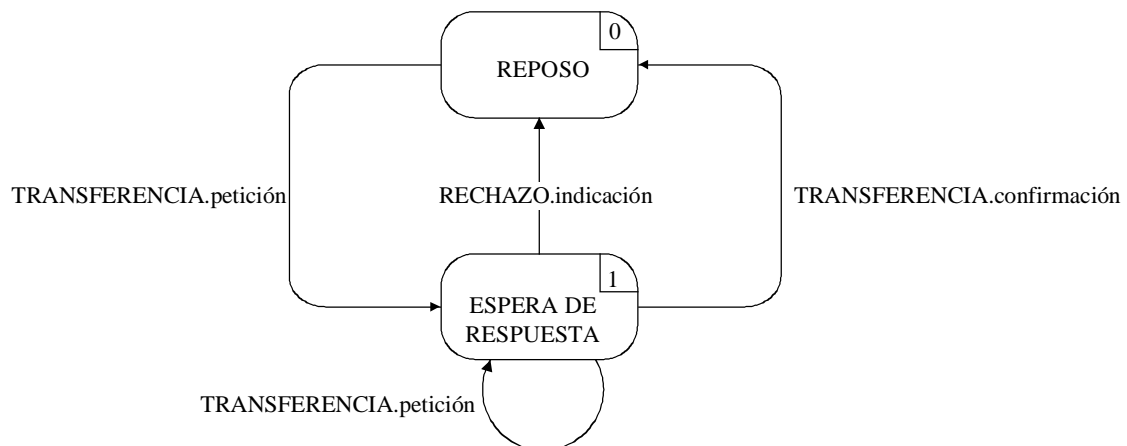 0
REPOSO
TRANSFERENCIA.petición
RECHAZO.indicación
TRANSFERENCIA.confirmación
1
ESPERA DE
RESPUESTA
TRANSFERENCIA.petición